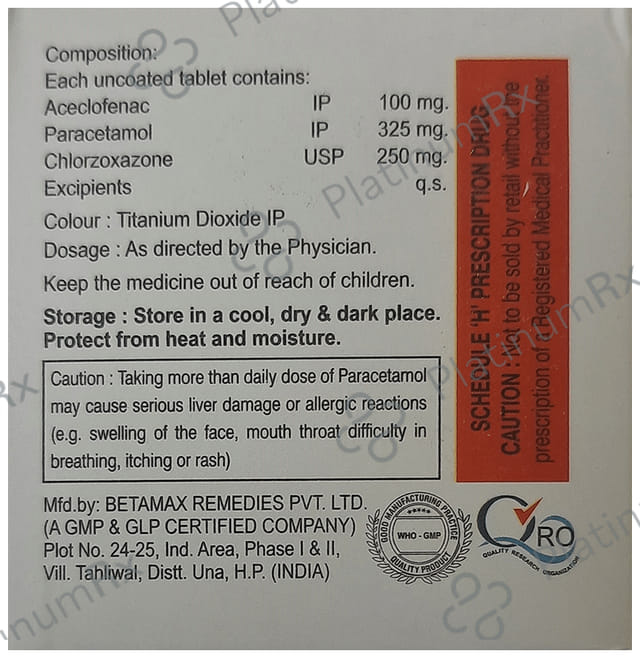 Composition:
Each uncoated tablet contains:
Aceclofenac IP 100 mg.
Paracetamol IP 325 mg.
Chlorzoxazone USP 250 mg.
Excipients q.s.
Colour : Titanium Dioxide IP
Dosage : As directed by the Physician.
Keep the medicine out of reach of children.
Storage : Store in a cool, dry & dark place.
Protect from heat and moisture.
Caution : Taking more than daily dose of Paracetamol
may cause serious liver damage or allergic reactions
(e.g. swelling of the face, mouth throat difficulty in
breathing, itching or rash)
Mfd.by: BETAMAX REMEDIES PVT. LTD.
(A GMP & GLP CERTIFIED COMPANY)
Plot No. 24-25, Ind. Area, Phase I & II,
Vill. Tahliwal, Distt. Una, H.P. (INDIA)
SCHEDULE 'H' PRESCRIPTION DRUG
CAUTION : Not to be sold by retail without the
prescription of a Registered Medical Practitioner.
GOOD MANUFACTURING PRACTICE
WHO - GMP
QUALITY PRODUCT
QRO
QUALITY RESEARCH ORGANIZATION
PlatinumRx
PlatinumRx
PlatinumRx
PlatinumRx